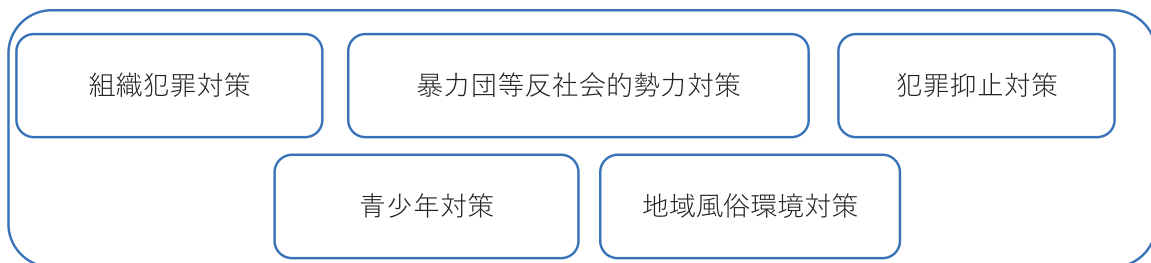 組織犯罪対策
暴力団等反社会的勢力対策
犯罪抑止対策
青少年対策
地域風俗環境対策